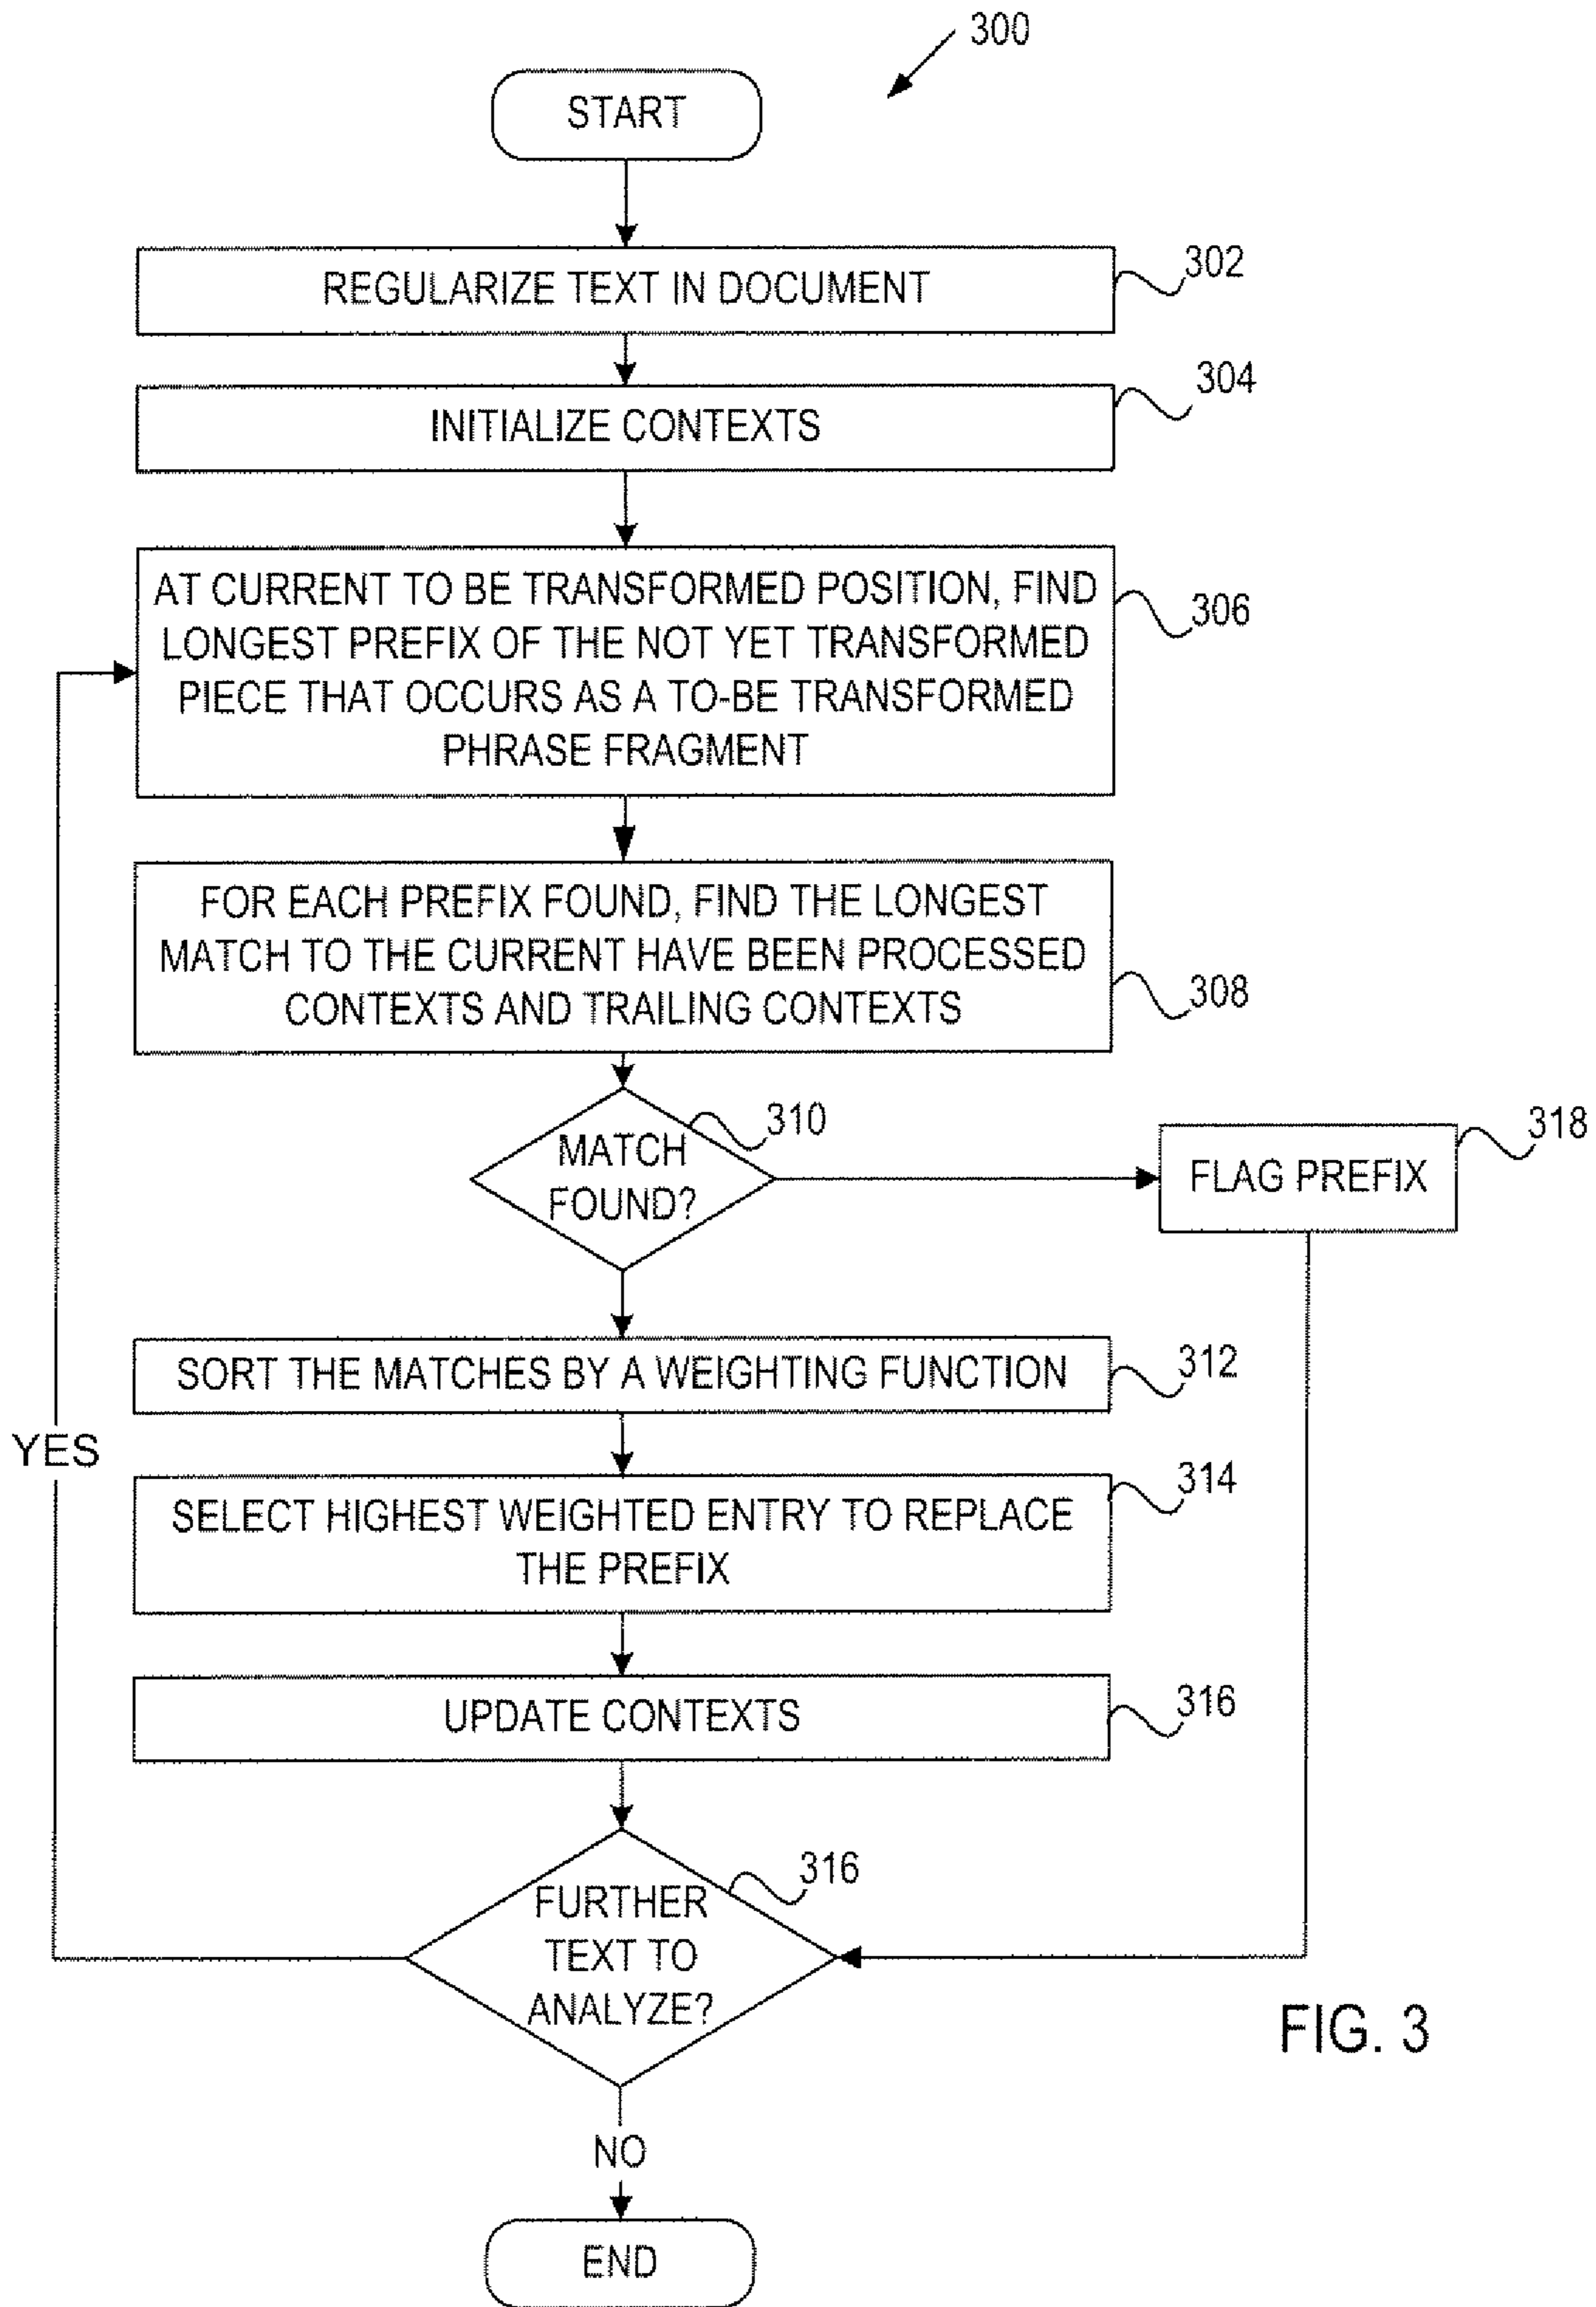 300
START
REGULARIZE TEXT IN DOCUMENT
302
INITIALIZE CONTEXTS
304
AT CURRENT TO BE TRANSFORMED POSITION, FIND
LONGEST PREFIX OF THE NOT YET TRANSFORMED
PIECE THAT OCCURS AS A TO-BE TRANSFORMED
PHRASE FRAGMENT
306
FOR EACH PREFIX FOUND, FIND THE LONGEST
MATCH TO THE CURRENT HAVE BEEN PROCESSED
CONTEXTS AND TRAILING CONTEXTS
308
MATCH
FOUND?
310
FLAG PREFIX
318
SORT THE MATCHES BY A WEIGHTING FUNCTION
312
YES
SELECT HIGHEST WEIGHTED ENTRY TO REPLACE
THE PREFIX
314
UPDATE CONTEXTS
316
FURTHER
TEXT TO
ANALYZE?
316
FIG. 3
NO
END